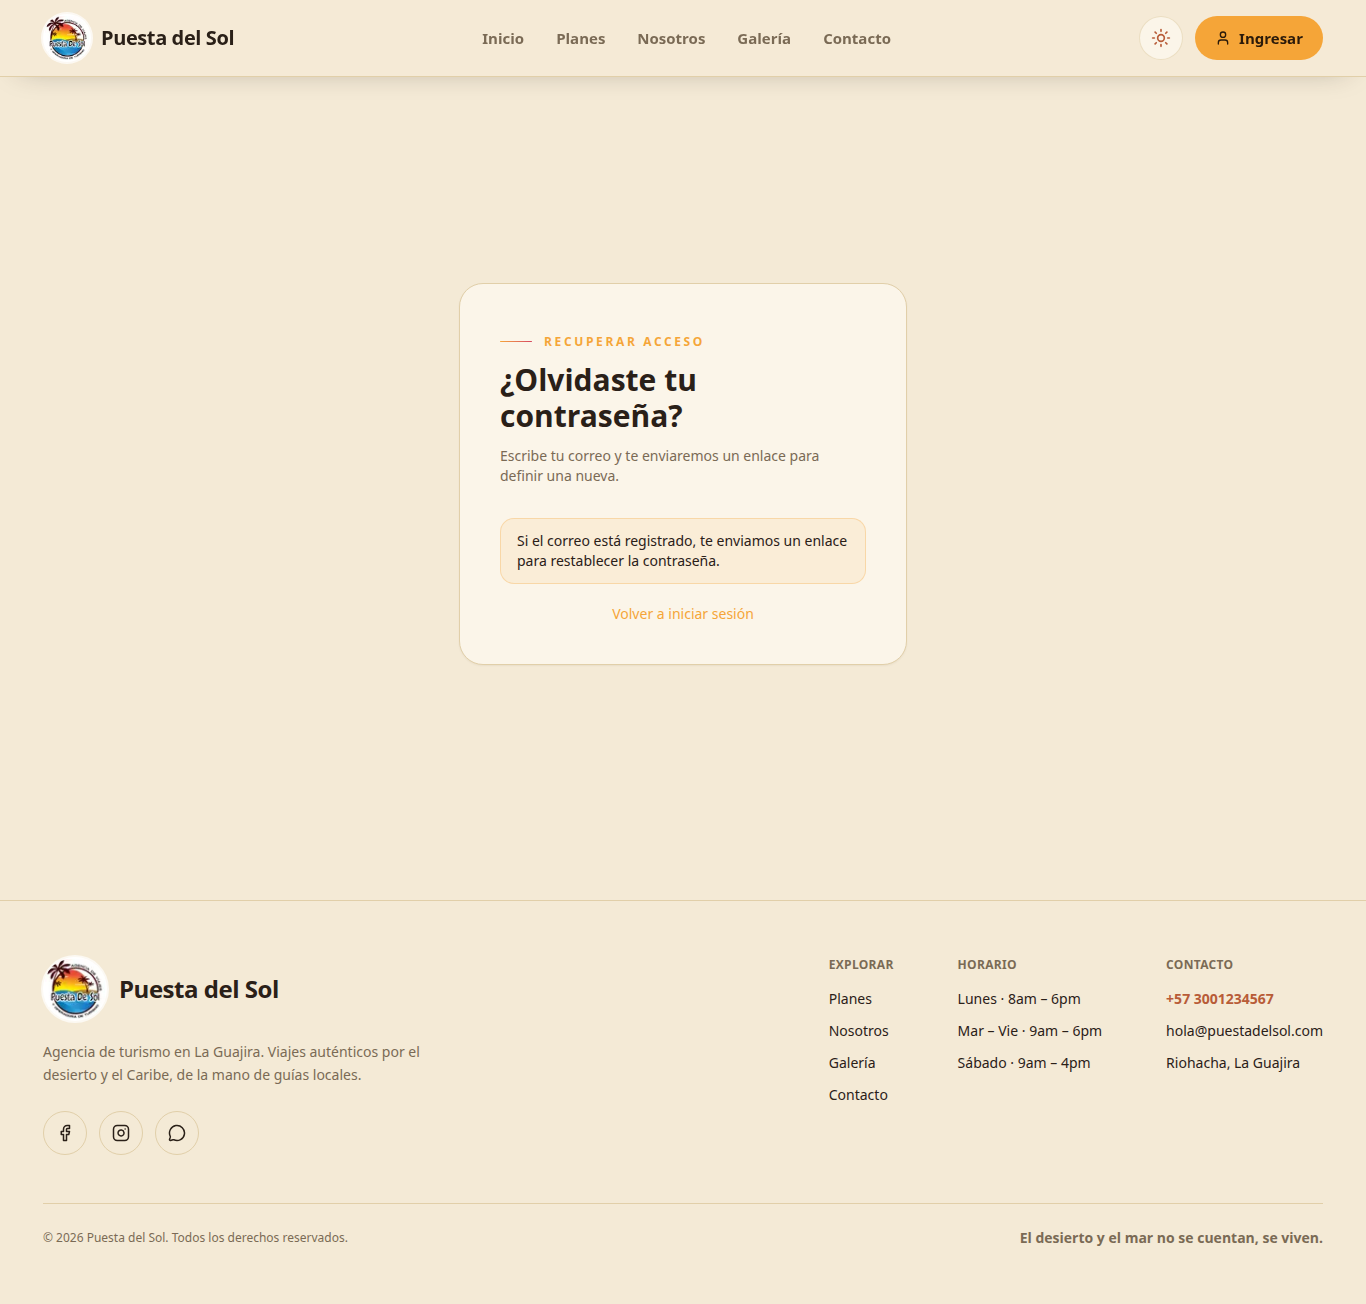 Puesta del Sol
Inicio
Planes
Nosotros
Galería
Contacto
Ingresar
RECUPERAR ACCESO
¿Olvidaste tu
contraseña?
Escribe tu correo y te enviaremos un enlace para
definir una nueva.
Si el correo está registrado, te enviamos un enlace
para restablecer la contraseña.
Volver a iniciar sesión
Puesta De Sol
Puesta del Sol
Agencia de turismo en La Guajira. Viajes auténticos por el
desierto y el Caribe, de la mano de guías locales.
EXPLORAR
Planes
Nosotros
Galería
Contacto
HORARIO
Lunes · 8am – 6pm
Mar – Vie · 9am – 6pm
Sábado · 9am – 4pm
CONTACTO
+57 3001234567
hola@puestadelsol.com
Riohacha, La Guajira
© 2026 Puesta del Sol. Todos los derechos reservados.
El desierto y el mar no se cuentan, se viven.